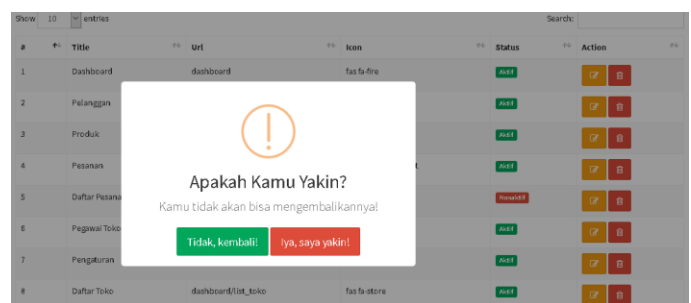 Show 10 entries Search:
# Title Url Icon Status Action
1 Dashboard dashboard fas fa-fire Aktif
2 Pelanggan Aktif
3 Produk Aktif
4 Pesanan t Aktif
5 Daftar Pesana Nonaktif
6 Pegawai Toko Aktif
7 Pengaturan Aktif
8 Daftar Toko dashboard/list_toko fas fa-store Aktif
Apakah Kamu Yakin?
Kamu tidak akan bisa mengembalikannya!
Tidak, kembali! Iya, saya yakin!